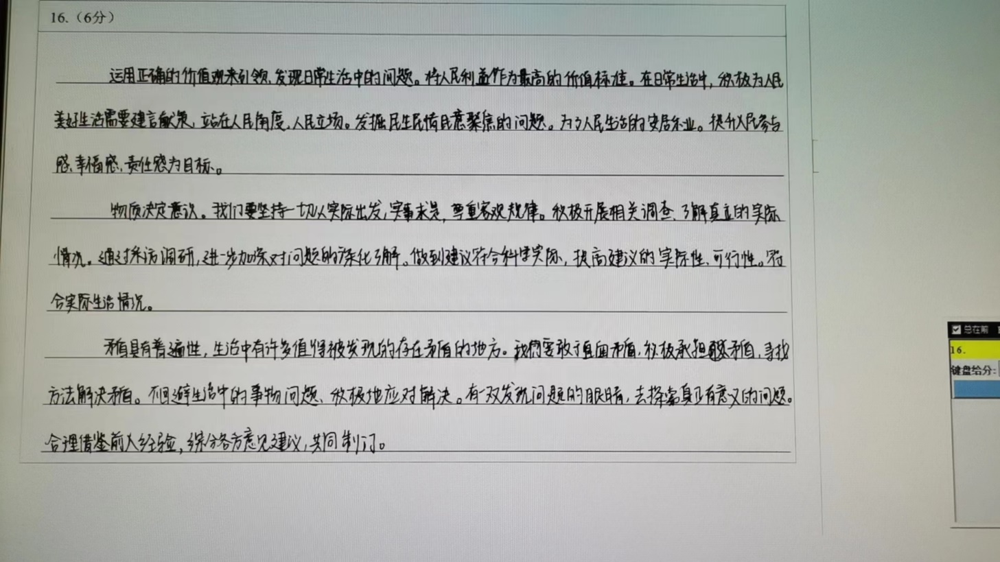 16.（6分）
运用正确的价值观来引领、发现日常生活中的问题。将人民利益作为最高的价值标准。在日常生活中，积极为人民
美好生活需要建言献策，站在人民角度，人民立场。发掘民生民情民意聚焦的问题。为了人民生活的安居乐业。提升人民参与
感、幸福感、责任感为目标。
物质决定意识。我们要坚持一切从实际出发，实事求是，尊重客观规律。积极开展相关调查、了解真立的实际
情况。通过采访调研，进一步加深对问题的深化了解。做到建议符合科学实际，提高建议的实际性、可行性。符
合实际生活情况。
矛盾具有普遍性，生活中有许多值得被发现的存在矛盾的地方。我们要敢于直面矛盾，积极承担矛盾，寻找
方法解决矛盾。不回避生活中的事物问题、积极地应对解决。有一双发现问题的眼睛，去探索真正有意义的问题。
合理借鉴前人经验，综分各方意见建议，共同制订。
总在前
16.
键盘给分: